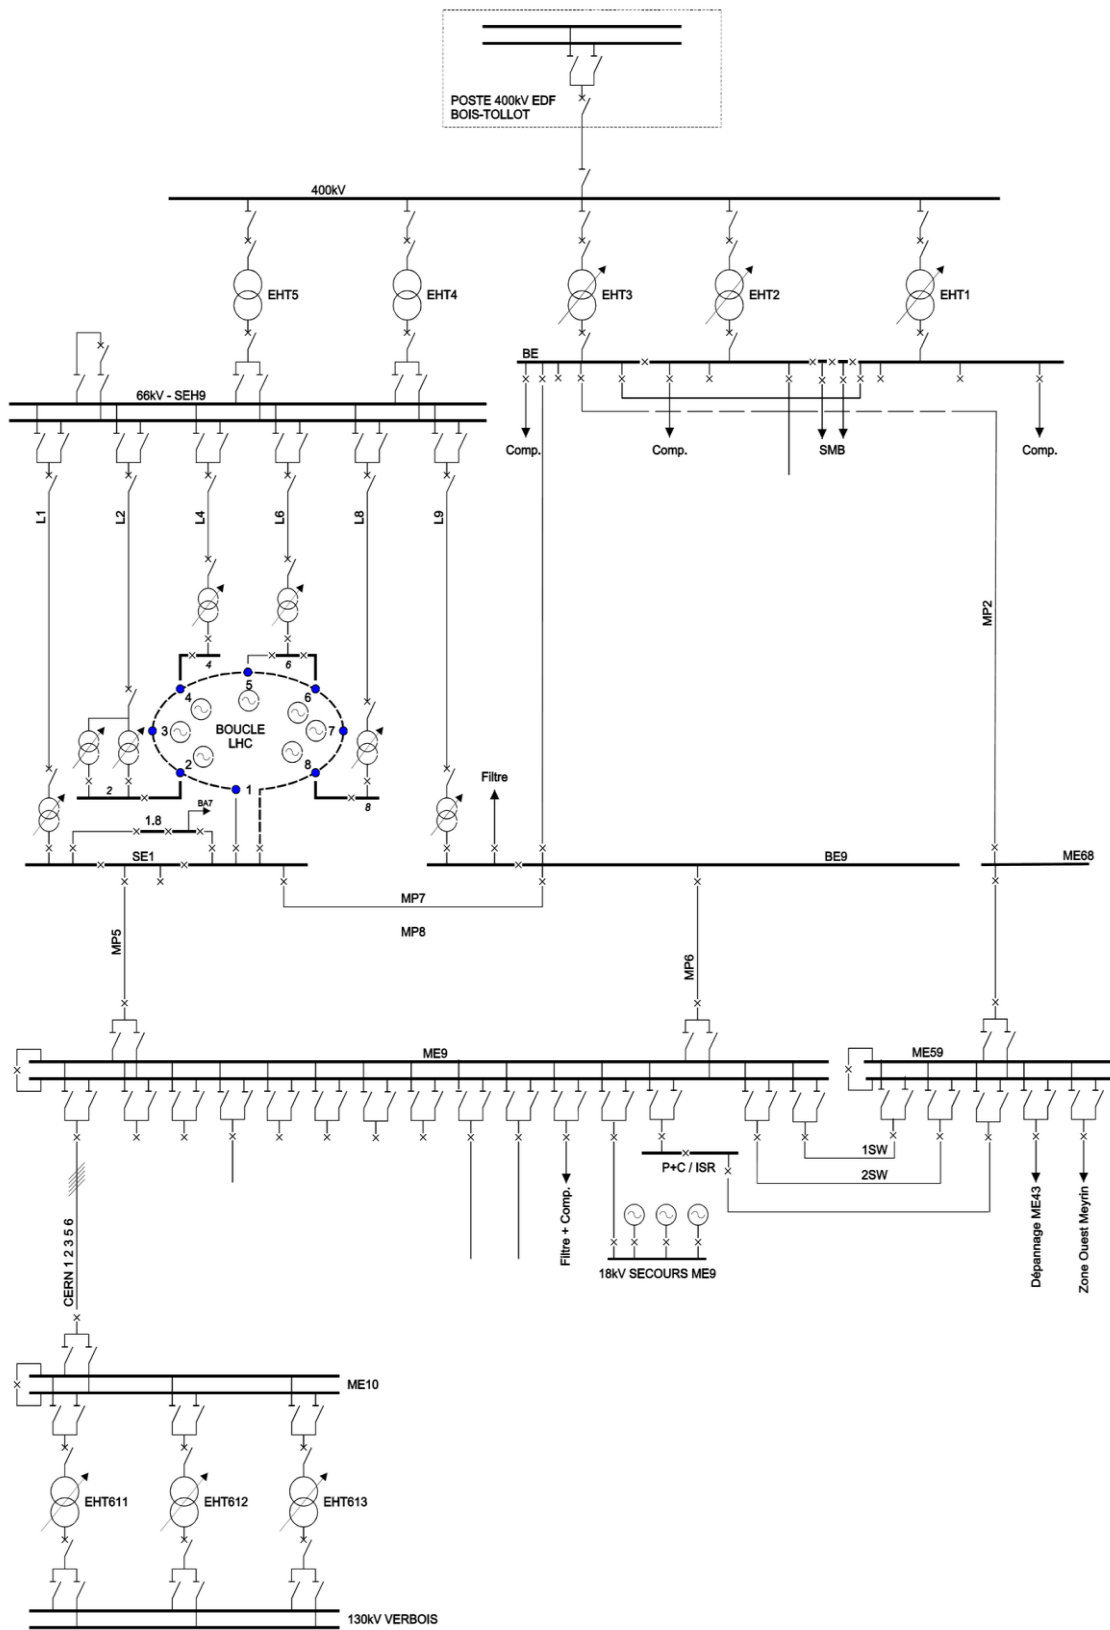 POSTE 400kV EDF
BOIS-TOLLOT
400kV
EHT5
EHT4
EHT3
EHT2
EHT1
BE
66kV - SEH9
Comp.
Comp.
SMB
Comp.
L1
L2
L4
L6
L8
L9
MP2
4
6
5
4
6
BOUCLE
LHC
3
7
2
8
1
2
8
Filtre
BA7
1.8
SE1
BE9
ME68
MP7
MP8
MP5
MP6
ME9
ME59
1SW
P+C / ISR
2SW
CERN 1 2 3 5 6
Filtre + Comp.
18kV SECOURS ME9
Dépannage ME43
Zone Ouest Meyrin
ME10
EHT611
EHT612
EHT613
130kV VERBOIS